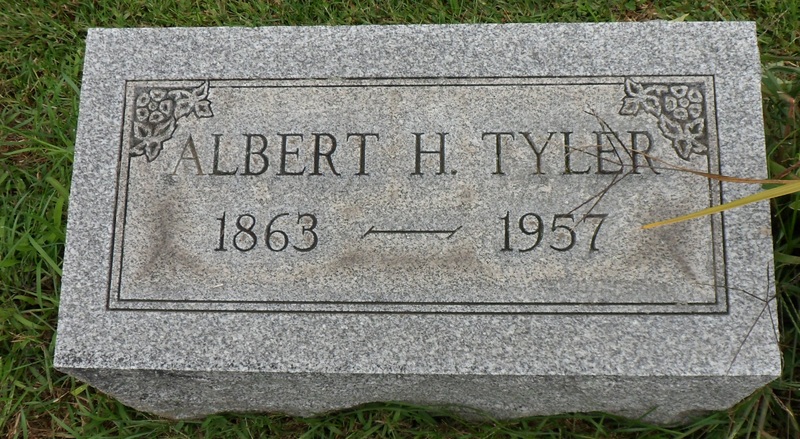 ALBERT H. TYLER
1863 — 1957